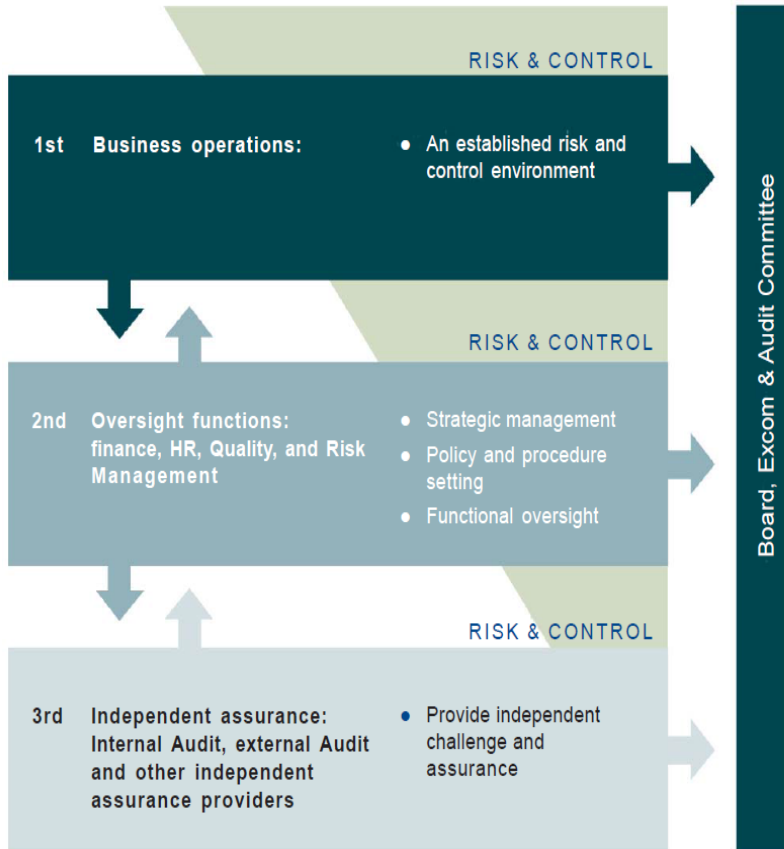 RISK & CONTROL
1st Business operations:
● An established risk and
control environment
RISK & CONTROL
2nd Oversight functions:
finance, HR, Quality, and Risk
Management
● Strategic management
● Policy and procedure
setting
● Functional oversight
RISK & CONTROL
3rd Independent assurance:
Internal Audit, external Audit
and other independent
assurance providers
● Provide independent
challenge and
assurance
Board, Excom & Audit Committee